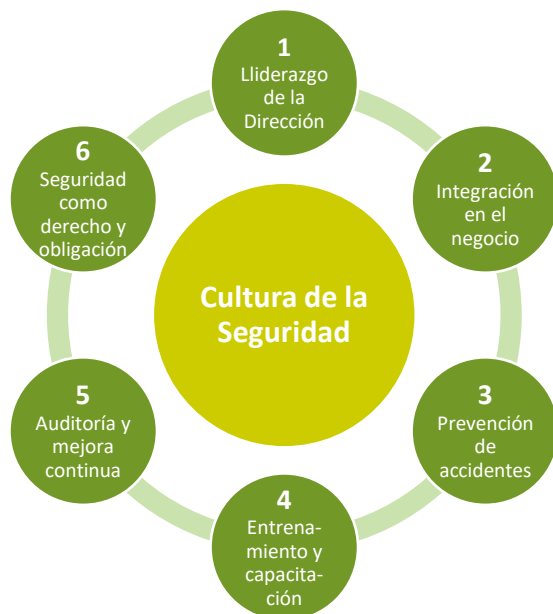 1
Lliderazgo
de la
Dirección
2
Integración
en el
negocio
3
Prevención
de
accidentes
4
Entrena-
miento y
capacita-
ción
5
Auditoría y
mejora
continua
6
Seguridad
como
derecho y
obligación
Cultura de la
Seguridad